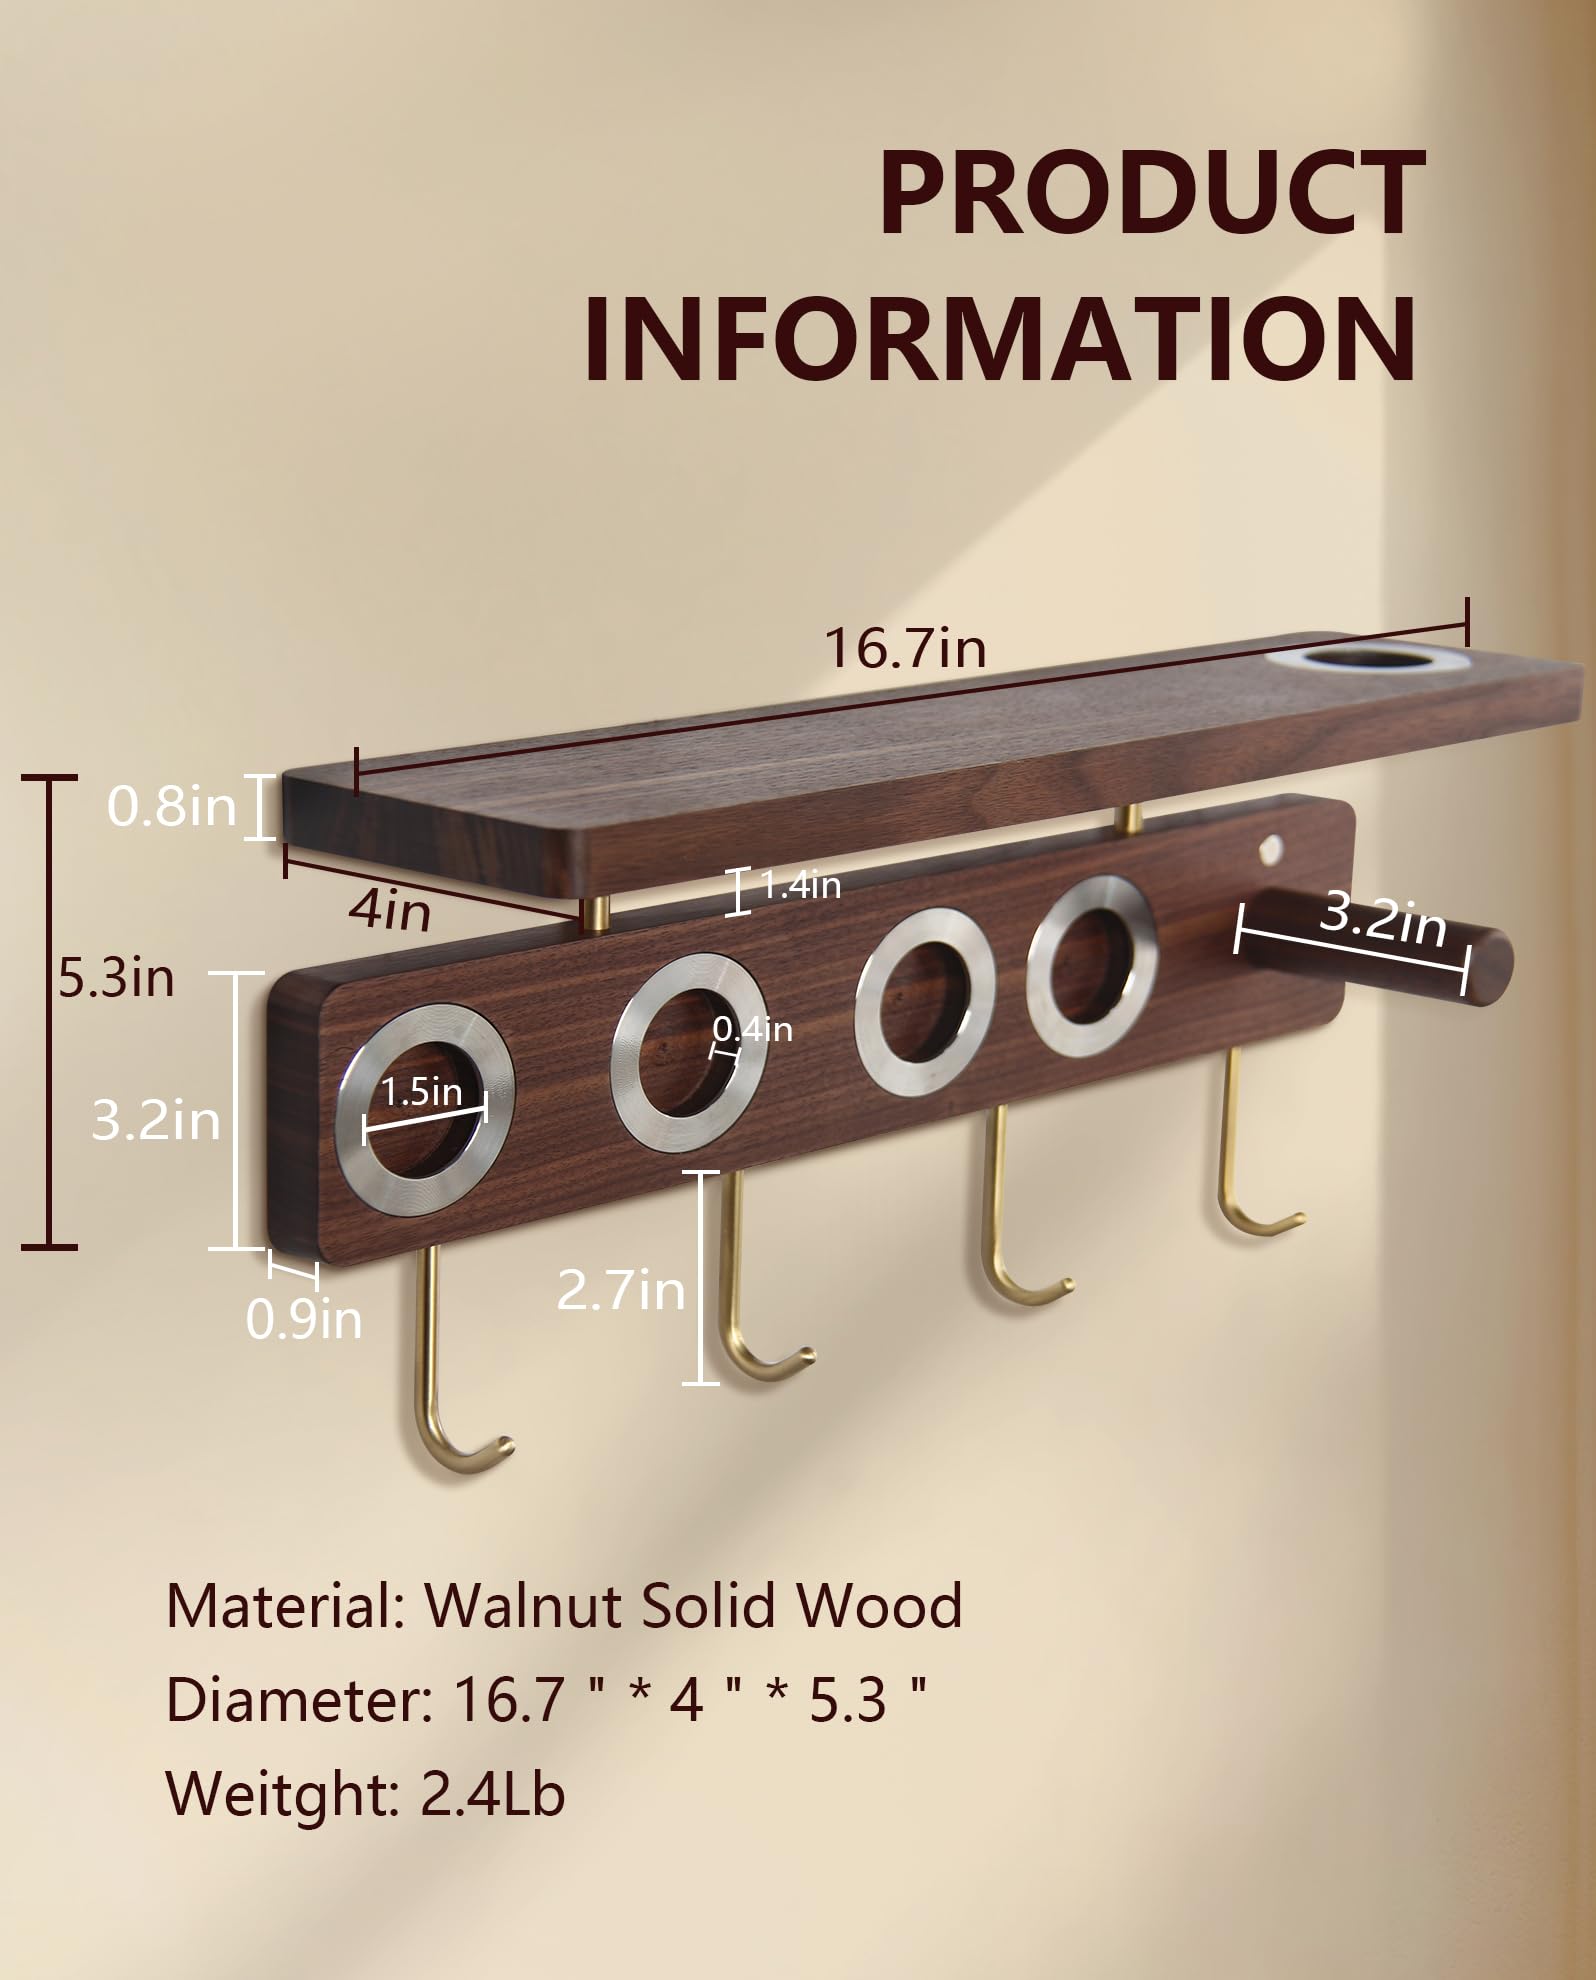 PRODUCT
INFORMATION
16.7in
0.8in
4in
1.4in
3.2in
5.3in
0.4in
1.5in
3.2in
2.7in
0.9in
Material: Walnut Solid Wood
Diameter: 16.7 " * 4 " * 5.3 "
Weitght: 2.4Lb